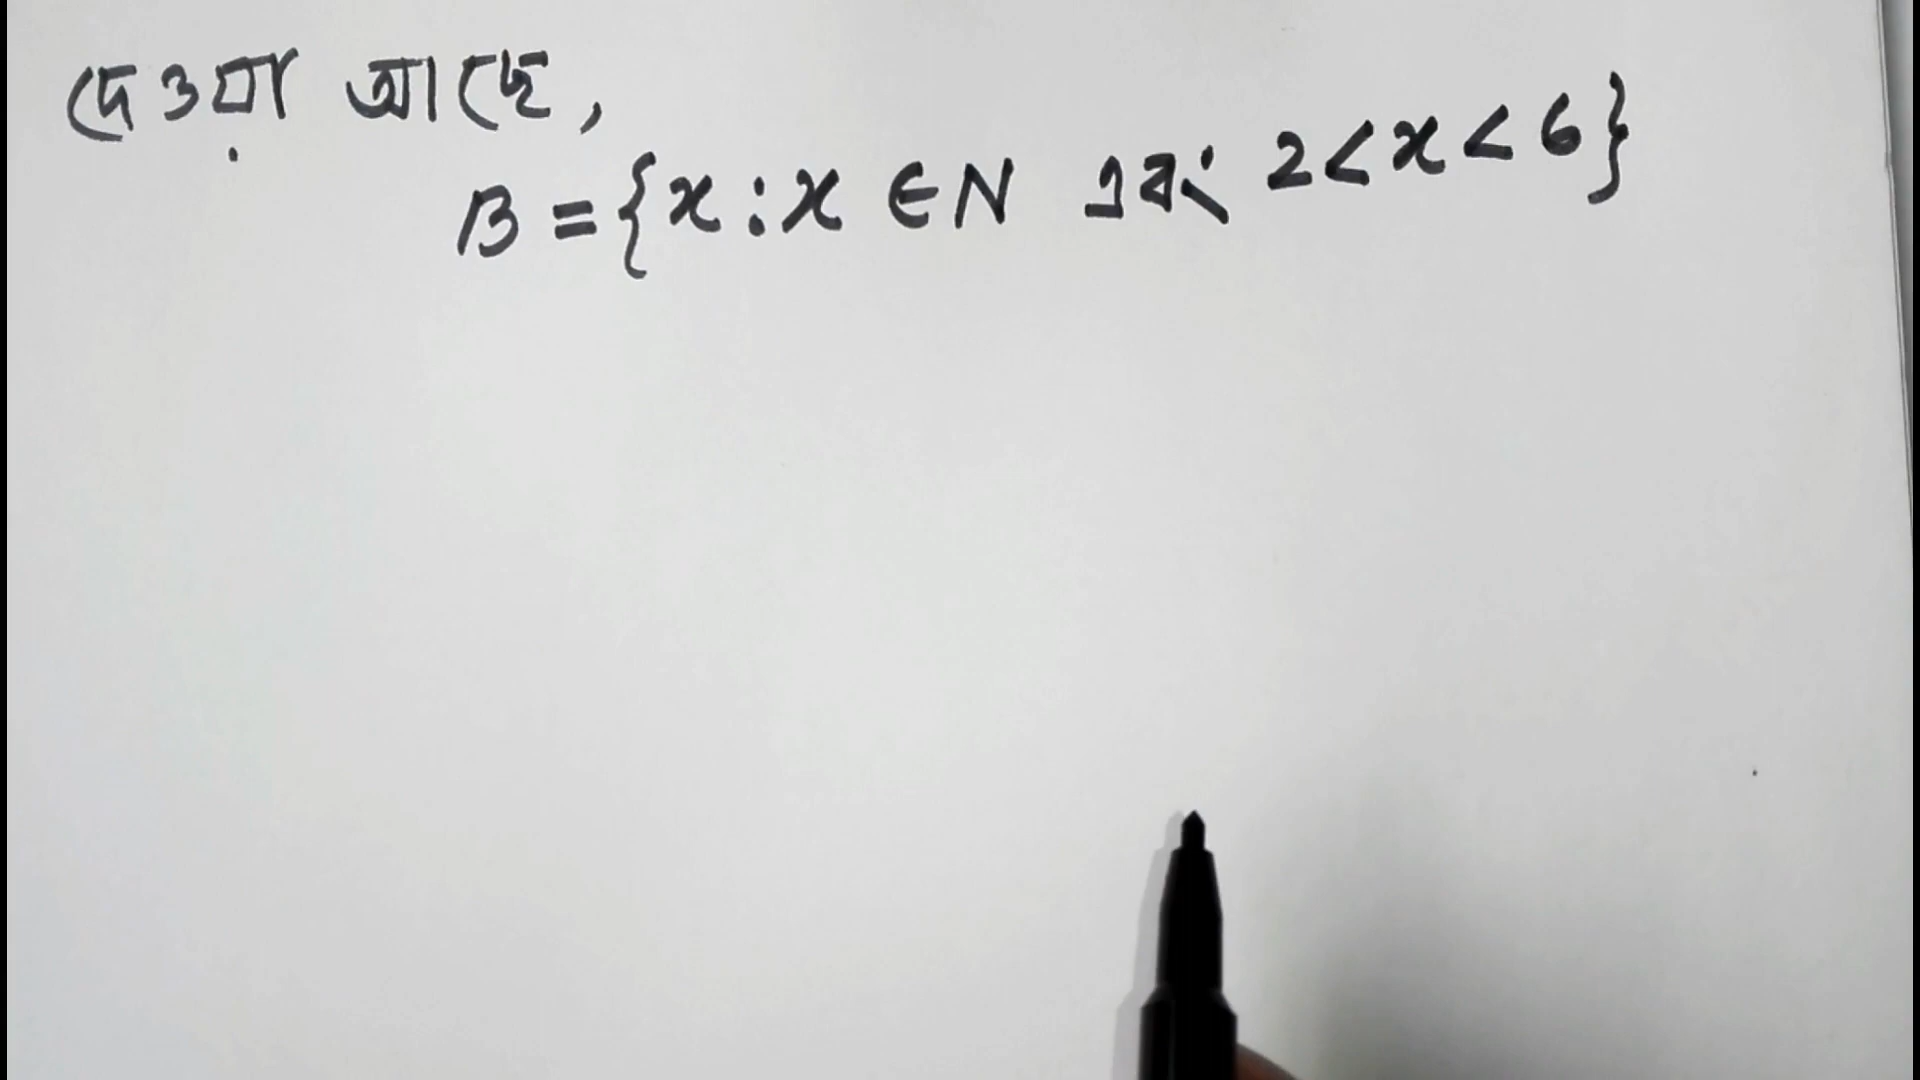 দেওয়া আছে,
B = {x : x ∈ N এবং 2 < x < 6}